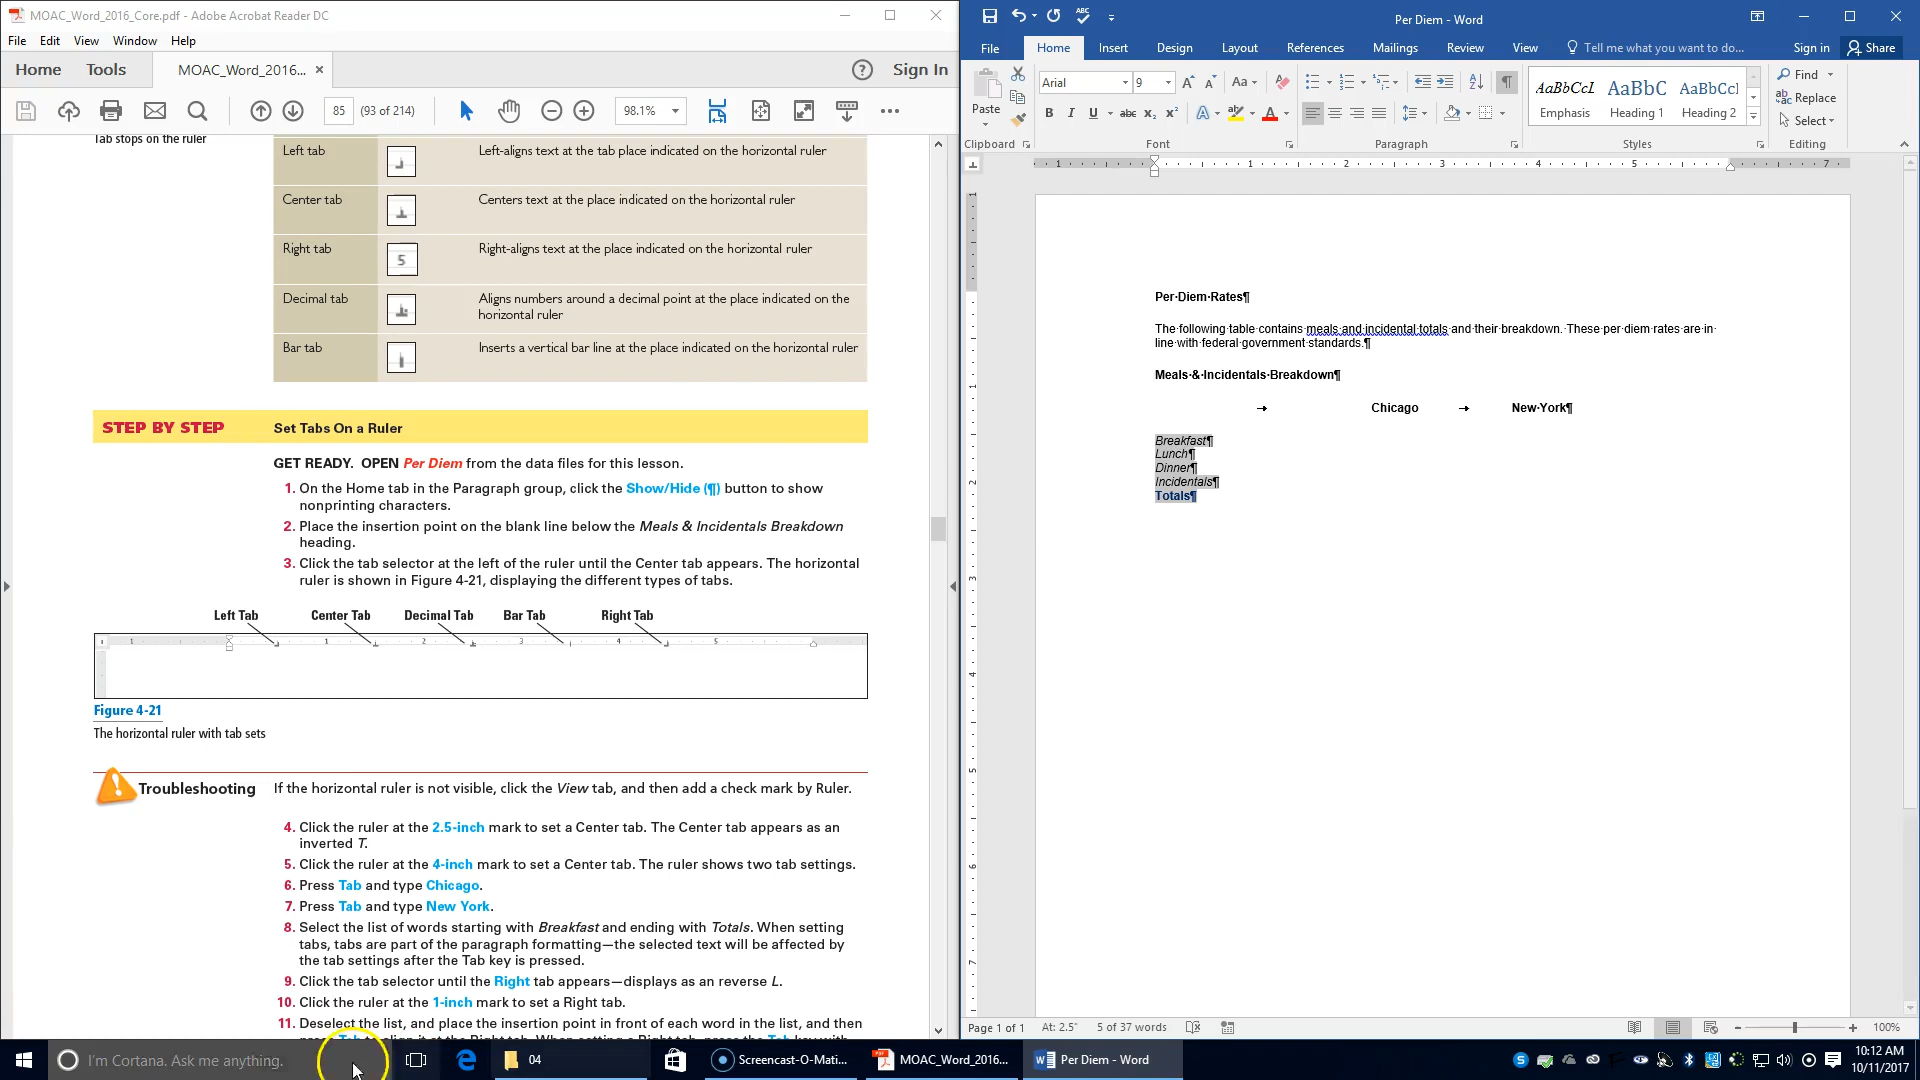 MOAC_Word_2016_Core.pdf - Adobe Acrobat Reader DC
File Edit View Window Help
Home Tools MOAC_Word_2016... × Sign In
85 (93 of 214) 98.1%
Tab stops on the ruler
Left tab Left-aligns text at the tab place indicated on the horizontal ruler
Center tab Centers text at the place indicated on the horizontal ruler
Right tab 5 Right-aligns text at the place indicated on the horizontal ruler
Decimal tab Aligns numbers around a decimal point at the place indicated on the
horizontal ruler
Bar tab Inserts a vertical bar line at the place indicated on the horizontal ruler
STEP BY STEP Set Tabs On a Ruler
GET READY. OPEN Per Diem from the data files for this lesson.
1. On the Home tab in the Paragraph group, click the Show/Hide (¶) button to show
nonprinting characters.
2. Place the insertion point on the blank line below the Meals & Incidentals Breakdown
heading.
3. Click the tab selector at the left of the ruler until the Center tab appears. The horizontal
ruler is shown in Figure 4-21, displaying the different types of tabs.
Left Tab Center Tab Decimal Tab Bar Tab Right Tab
1 1 2 3 4 5
Figure 4-21
The horizontal ruler with tab sets
Troubleshooting If the horizontal ruler is not visible, click the View tab, and then add a check mark by Ruler.
4. Click the ruler at the 2.5-inch mark to set a Center tab. The Center tab appears as an
inverted T.
5. Click the ruler at the 4-inch mark to set a Center tab. The ruler shows two tab settings.
6. Press Tab and type Chicago.
7. Press Tab and type New York.
8. Select the list of words starting with Breakfast and ending with Totals. When setting
tabs, tabs are part of the paragraph formatting—the selected text will be affected by
the tab settings after the Tab key is pressed.
9. Click the tab selector until the Right tab appears—displays as an reverse L.
10. Click the ruler at the 1-inch mark to set a Right tab.
11. Deselect the list, and place the insertion point in front of each word in the list, and then
Per Diem - Word
File Home Insert Design Layout References Mailings Review View Tell me what you want to do... Sign in Share
Paste Arial 9 Aa
B I U abc x₂ x² A A
AaBbCcL AaBbC AaBbCcl
Emphasis Heading 1 Heading 2
Find
Replace
Select
Clipboard Font Paragraph Styles Editing
1 1 2 3 4 5 7
Per·Diem·Rates¶
The·following·table·contains·meals·and·incidental·totals·and·their·breakdown.·These·per·diem·rates·are·in·
line·with·federal·government·standards.¶
Meals·&·Incidentals·Breakdown¶
→ Chicago → New·York¶
Breakfast¶
Lunch¶
Dinner¶
Incidentals¶
Totals¶
Page 1 of 1 At: 2.5" 5 of 37 words 100%
I'm Cortana. Ask me anything. 04 Screencast-O-Mati... MOAC_Word_2016... Per Diem - Word
10:12 AM
10/11/2017